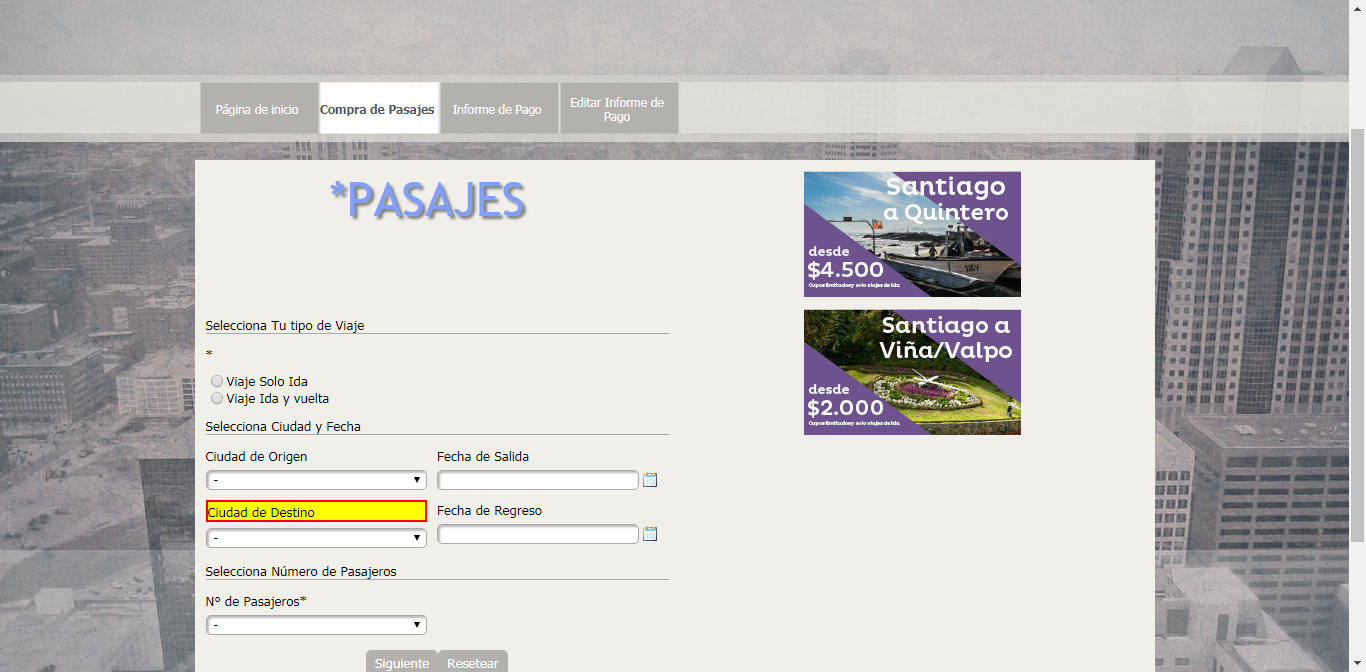 Página de inicio
Compra de Pasajes
Informe de Pago
Editar Informe de
Pago
*PASAJES
Santiago
a Quintero
desde
$4.500
Cupos limitados y solo viajes de ida
Santiago a
Viña/Valpo
desde
$2.000
Cupos limitados y solo viajes de ida
Selecciona Tu tipo de Viaje
*
Viaje Solo Ida
Viaje Ida y vuelta
Selecciona Ciudad y Fecha
Ciudad de Origen
Fecha de Salida
-
Ciudad de Destino
Fecha de Regreso
-
Selecciona Número de Pasajeros
N° de Pasajeros*
-
Siguiente
Resetear